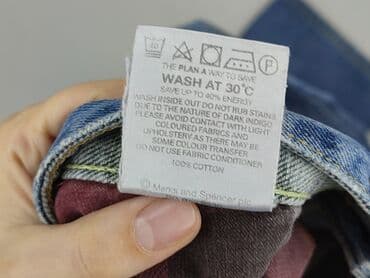 40 P F
THE PLAN A WAY TO SAVE
WASH AT 30°C
SAVE UP TO 40% ENERGY
WASH INSIDE OUT DO NOT RUB STAINS
DUE TO THE NATURE OF DARK INDIGO
PLEASE AVOID CONTACT WITH LIGHT
COLOURED FABRICS AND
UPHOLSTERY AS THERE MAY BE
SOME COLOUR TRANSFER
DO NOT USE FABRIC CONDITIONER
100% COTTON
© Marks and Spencer plc